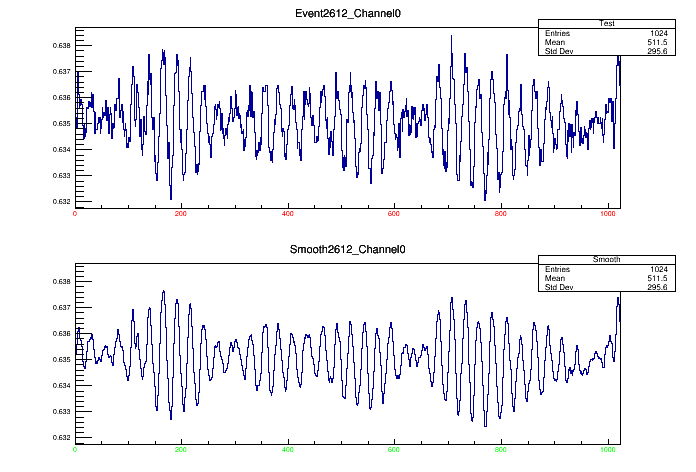 Event2612_Channel0
Test
Entries 1024
Mean 511.5
Std Dev 295.6
0.638
0.637
0.636
0.635
0.634
0.633
0.632
0 200 400 600 800 1000
Smooth2612_Channel0
Smooth
Entries 1024
Mean 511.5
Std Dev 295.6
0.638
0.637
0.636
0.635
0.634
0.633
0.632
0 200 400 600 800 1000